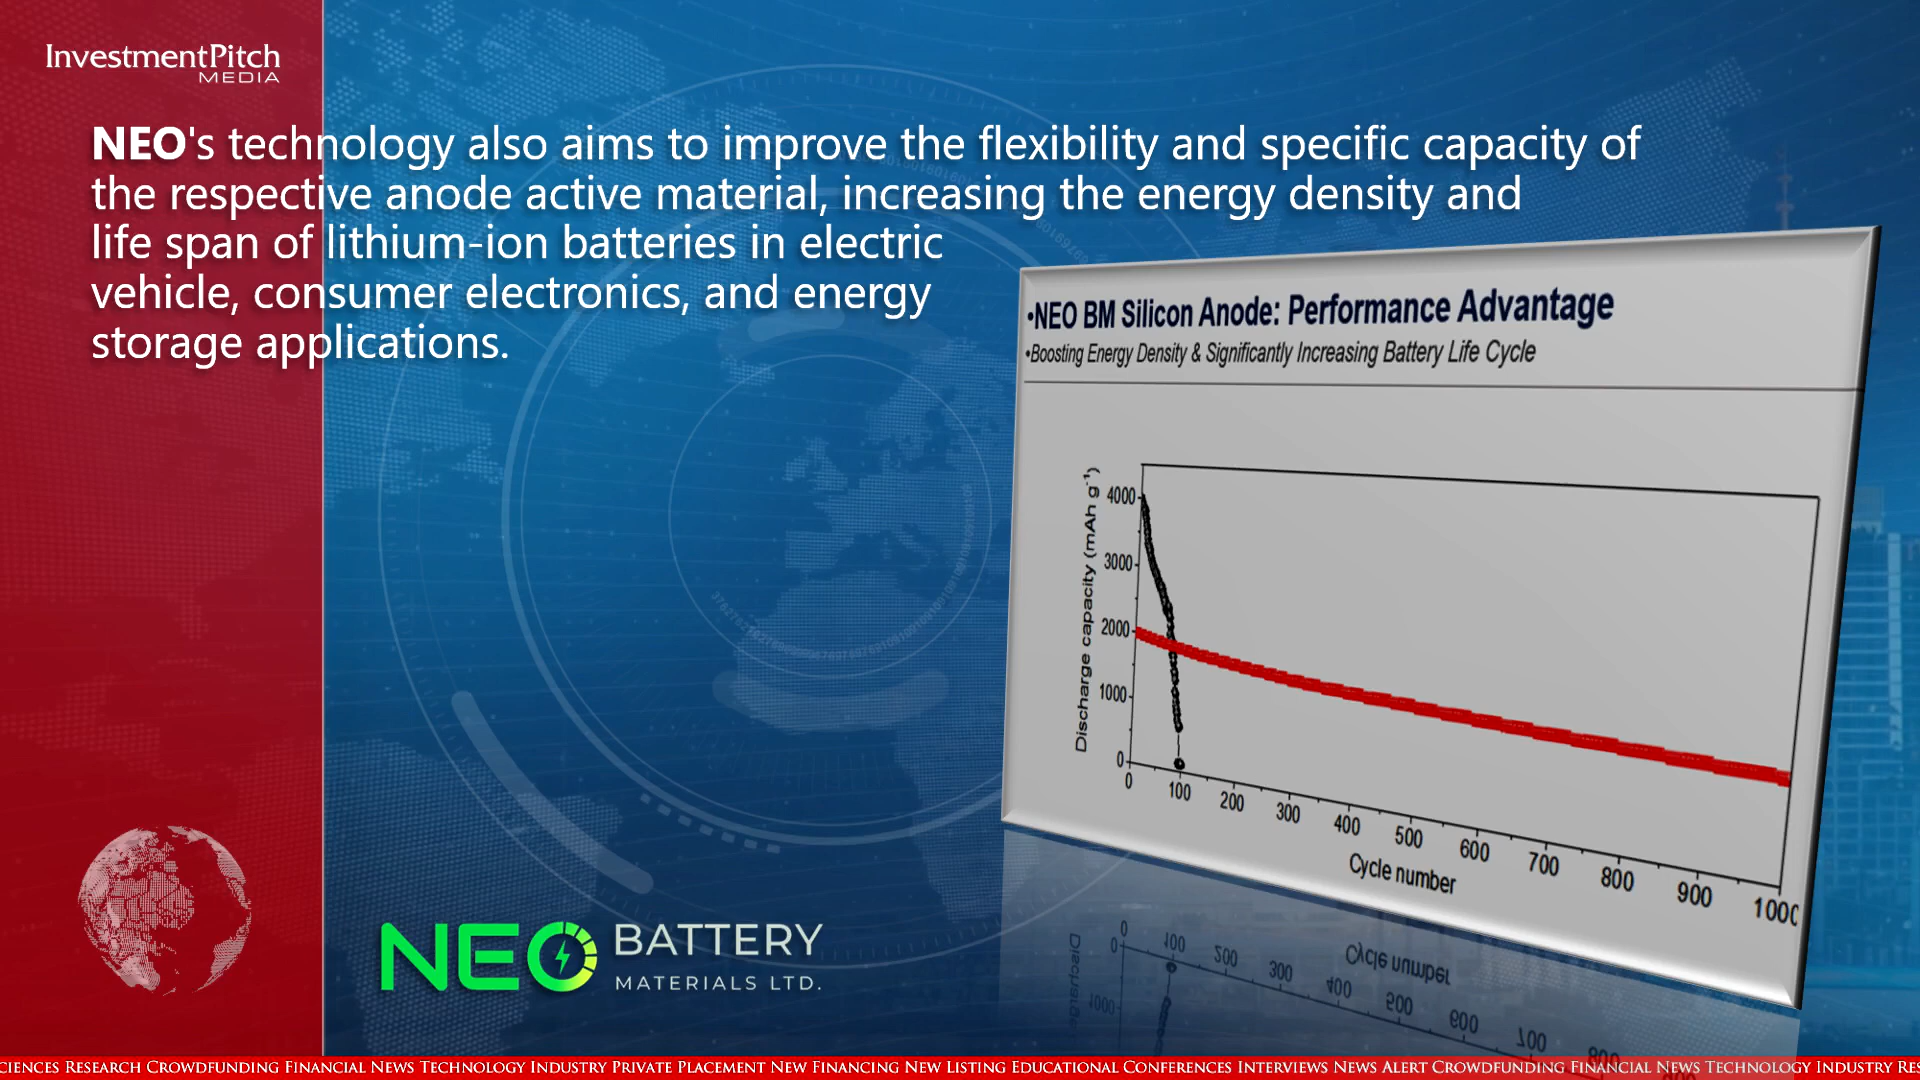 InvestmentPitch
MEDIA
NEO's technology also aims to improve the flexibility and specific capacity of
the respective anode active material, increasing the energy density and
life span of lithium-ion batteries in electric
vehicle, consumer electronics, and energy
storage applications.
•NEO BM Silicon Anode: Performance Advantage
•Boosting Energy Density & Significantly Increasing Battery Life Cycle
Discharge capacity (mAh g⁻¹)
4000
3000
2000
1000
0
0 100 200 300 400 500 600 700 800 900 1000
Cycle number
NEO BATTERY
MATERIALS LTD.
RESEARCH CROWDFUNDING FINANCIAL NEWS TECHNOLOGY INDUSTRY PRIVATE PLACEMENT NEW FINANCING NEW LISTING EDUCATIONAL CONFERENCES INTERVIEWS NEWS ALERT CROWDFUNDING FINANCIAL NEWS TECHNOLOGY INDUSTRY